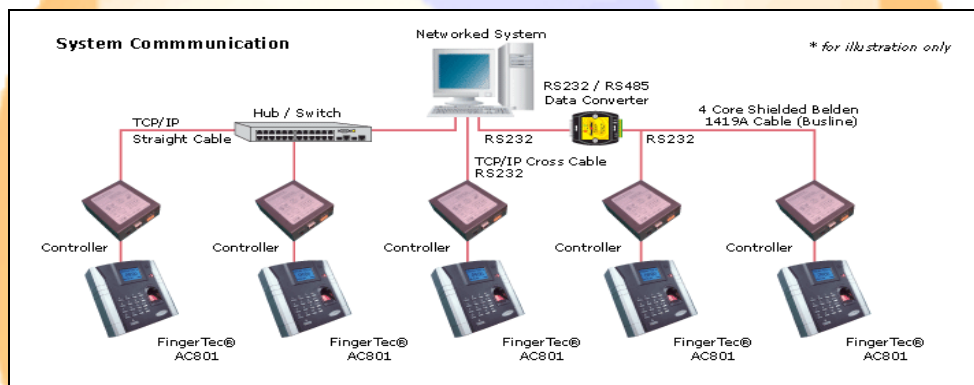 System Commmunication
Networked System
* for illustration only
RS232 / RS485
Data Converter
Hub / Switch
4 Core Shielded Belden
1419A Cable (Busline)
TCP/IP
Straight Cable
RS232
RS232
TCP/IP Cross Cable
RS232
Controller
Controller
Controller
Controller
Controller
FingerTec®
AC801
FingerTec®
AC801
FingerTec®
AC801
FingerTec®
AC801
FingerTec®
AC801